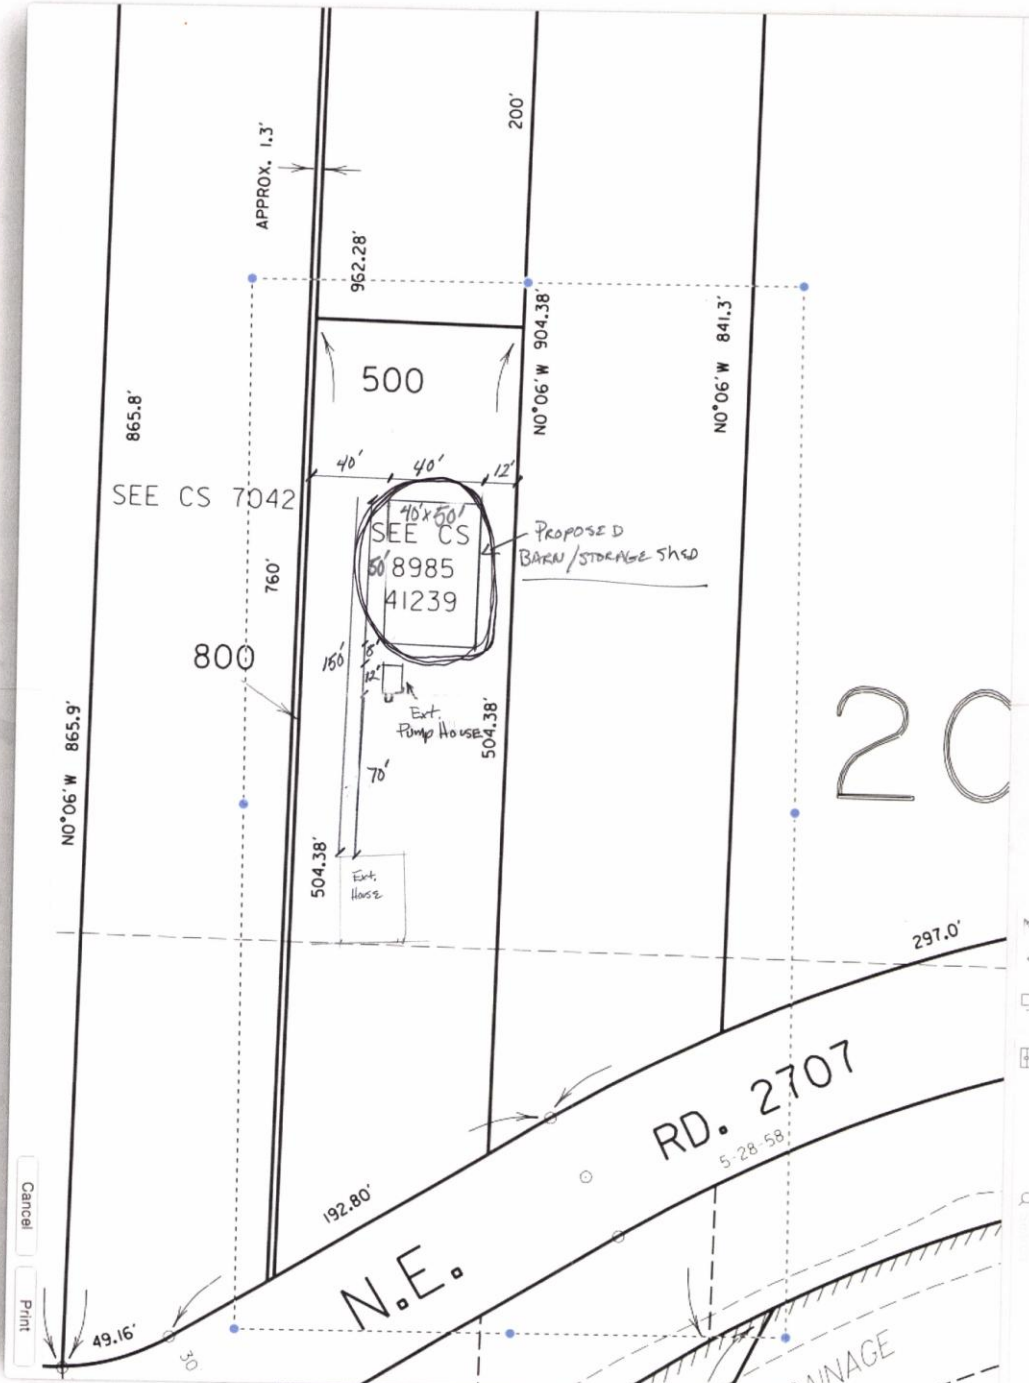 200'
APPROX. 1.3'
962.28'
N0°06'W 904.38'
N0°06'W 841.3'
500
865.8'
40' 40' 12'
SEE CS 7042
40'x50'
SEE CS
8985
41239
50'
PROPOSED
BARN/STORAGE SHED
760'
800
150'
8'
12'
Ext.
Pump House
504.38'
N0°06'W 865.9'
70'
20
504.38'
Ext.
House
297.0'
RD. 2707
5-28-58
192.80'
N.E.
49.16'
30
NNAGE
Cancel
Print